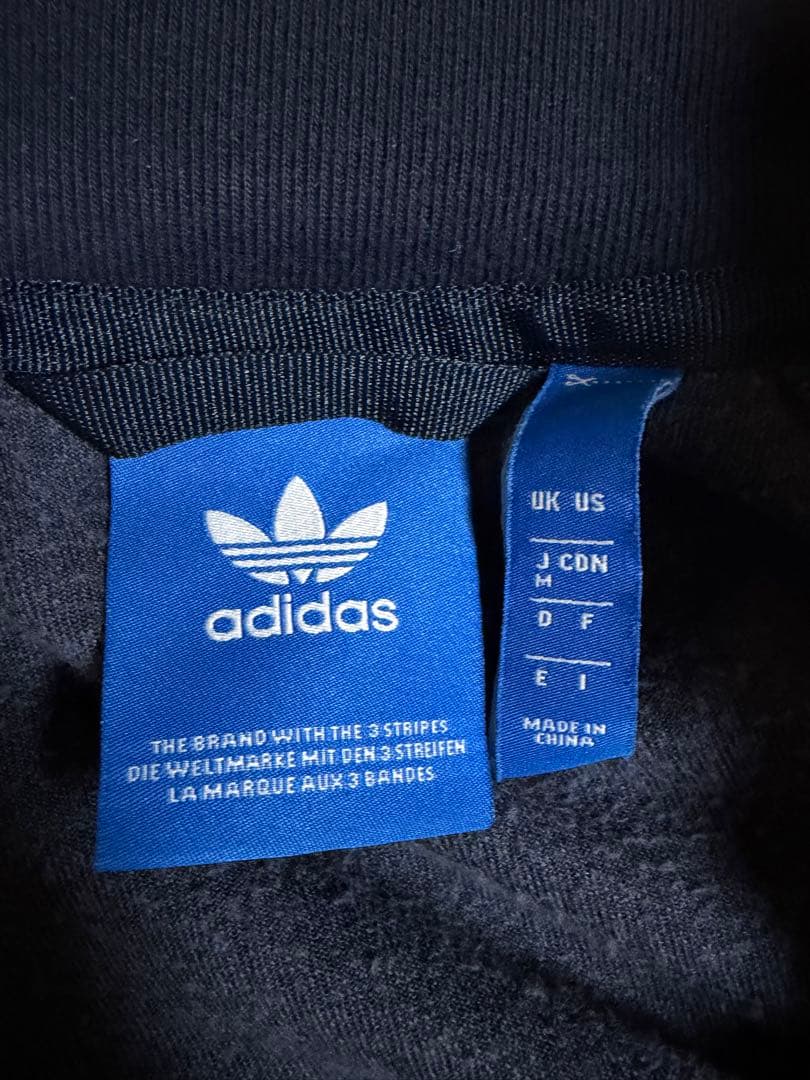 adidas
THE BRAND WITH THE 3 STRIPES
DIE WELTMARKE MIT DEN 3 STREIFEN
LA MARQUE AUX 3 BANDES
UK US
J CDN
M
D F
E I
MADE IN
CHINA